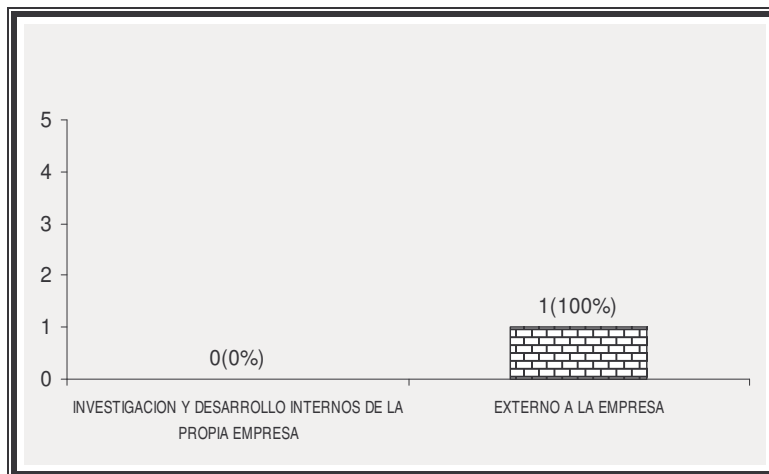 5
4
3
2
1
0
1(100%)
0(0%)
INVESTIGACION Y DESARROLLO INTERNOS DE LA
PROPIA EMPRESA
EXTERNO A LA EMPRESA